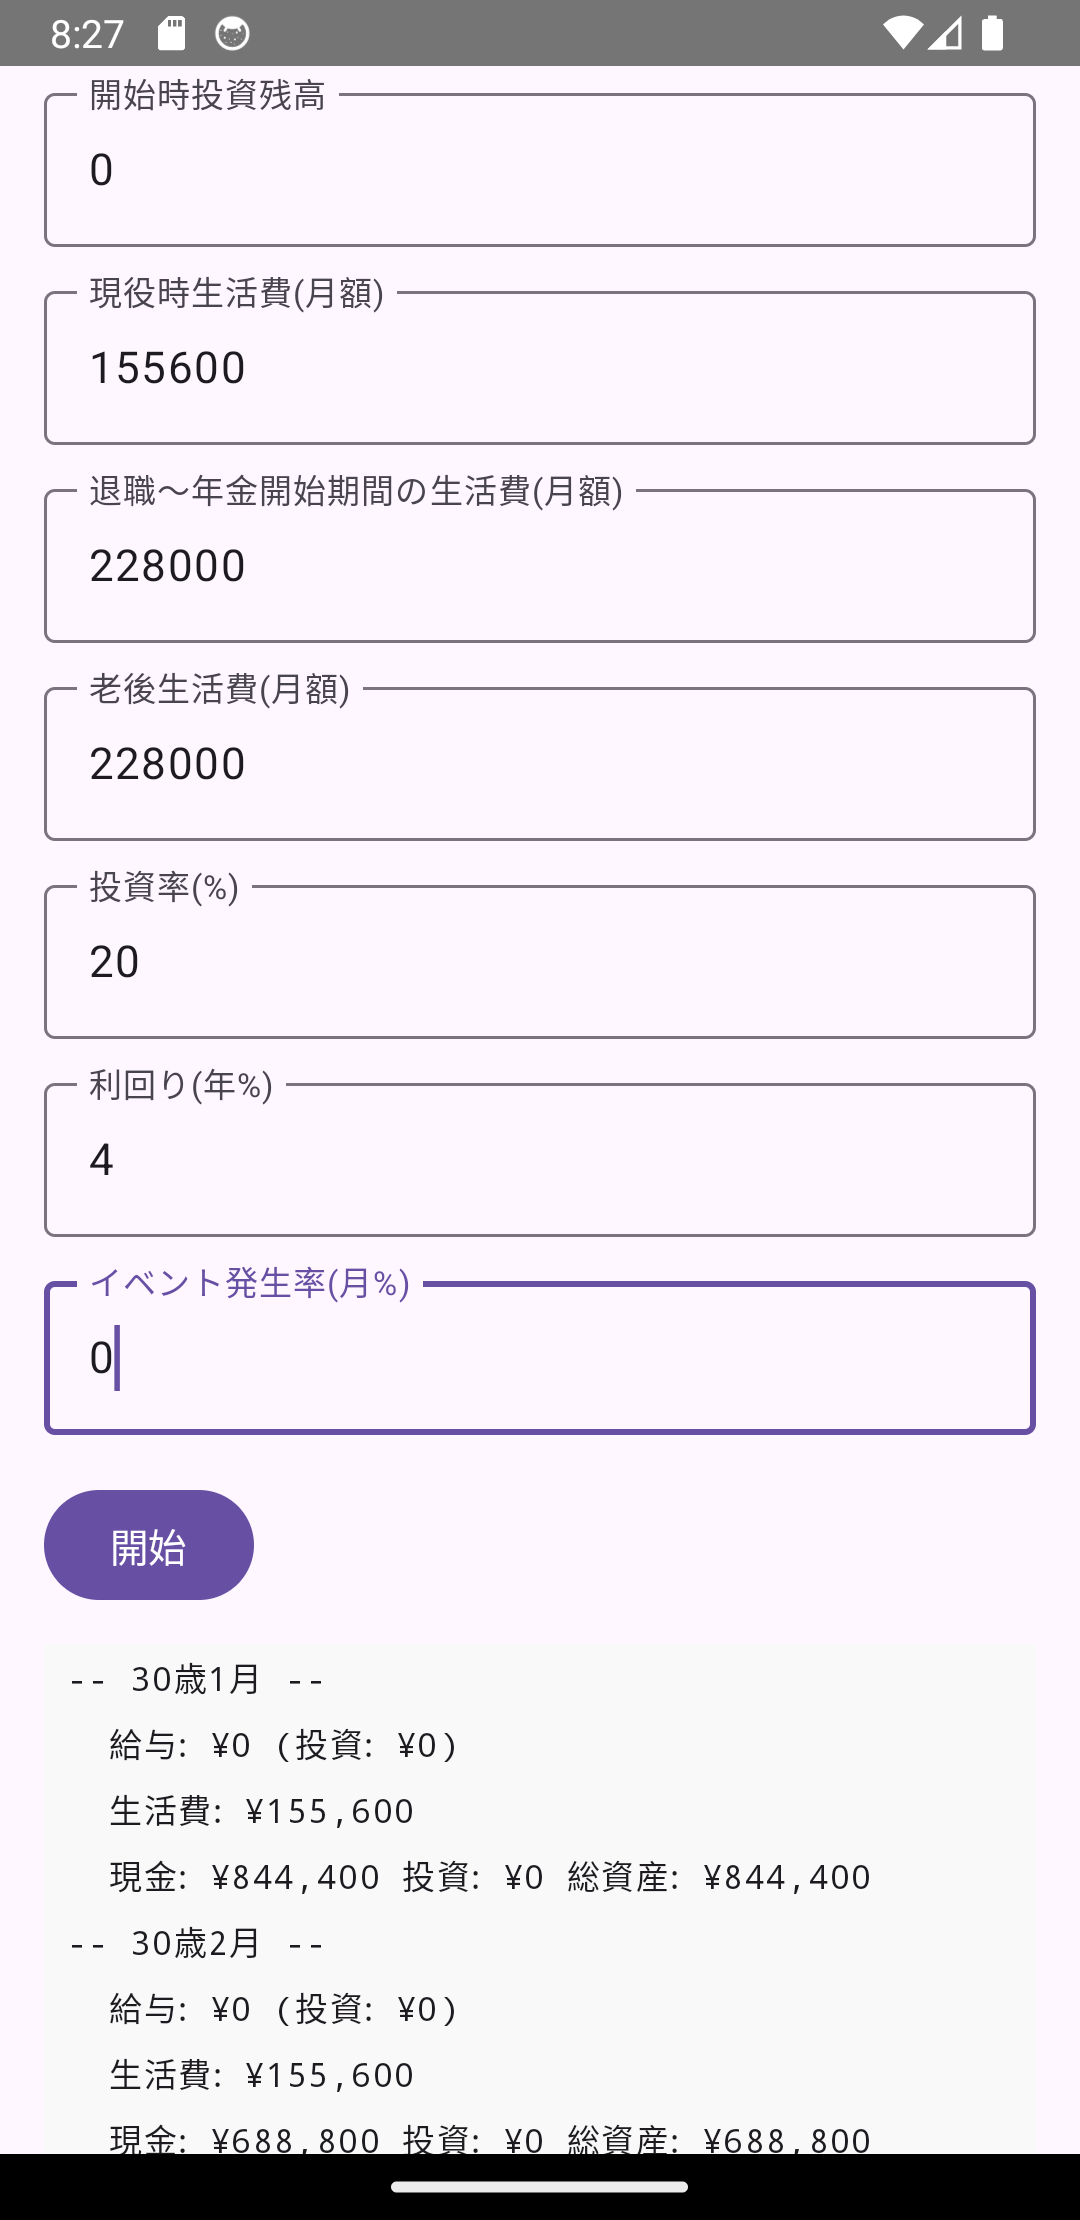 8:27
開始時投資残高
0
現役時生活費(月額)
155600
退職〜年金開始期間の生活費(月額)
228000
老後生活費(月額)
228000
投資率(%)
20
利回り(年%)
4
イベント発生率(月%)
0
開始
-- 30歳1月 --
給与: ¥0 (投資: ¥0)
生活費: ¥155,600
現金: ¥844,400 投資: ¥0 総資産: ¥844,400
-- 30歳2月 --
給与: ¥0 (投資: ¥0)
生活費: ¥155,600
現金: ¥688,800 投資: ¥0 総資産: ¥688,800